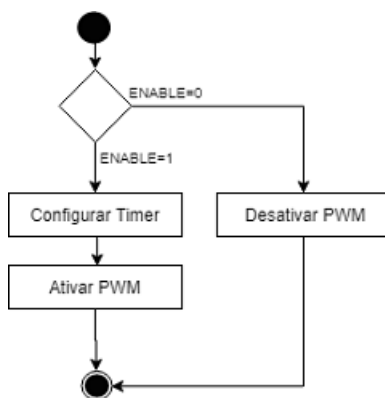 ENABLE=0
ENABLE=1
Configurar Timer
Desativar PWM
Ativar PWM